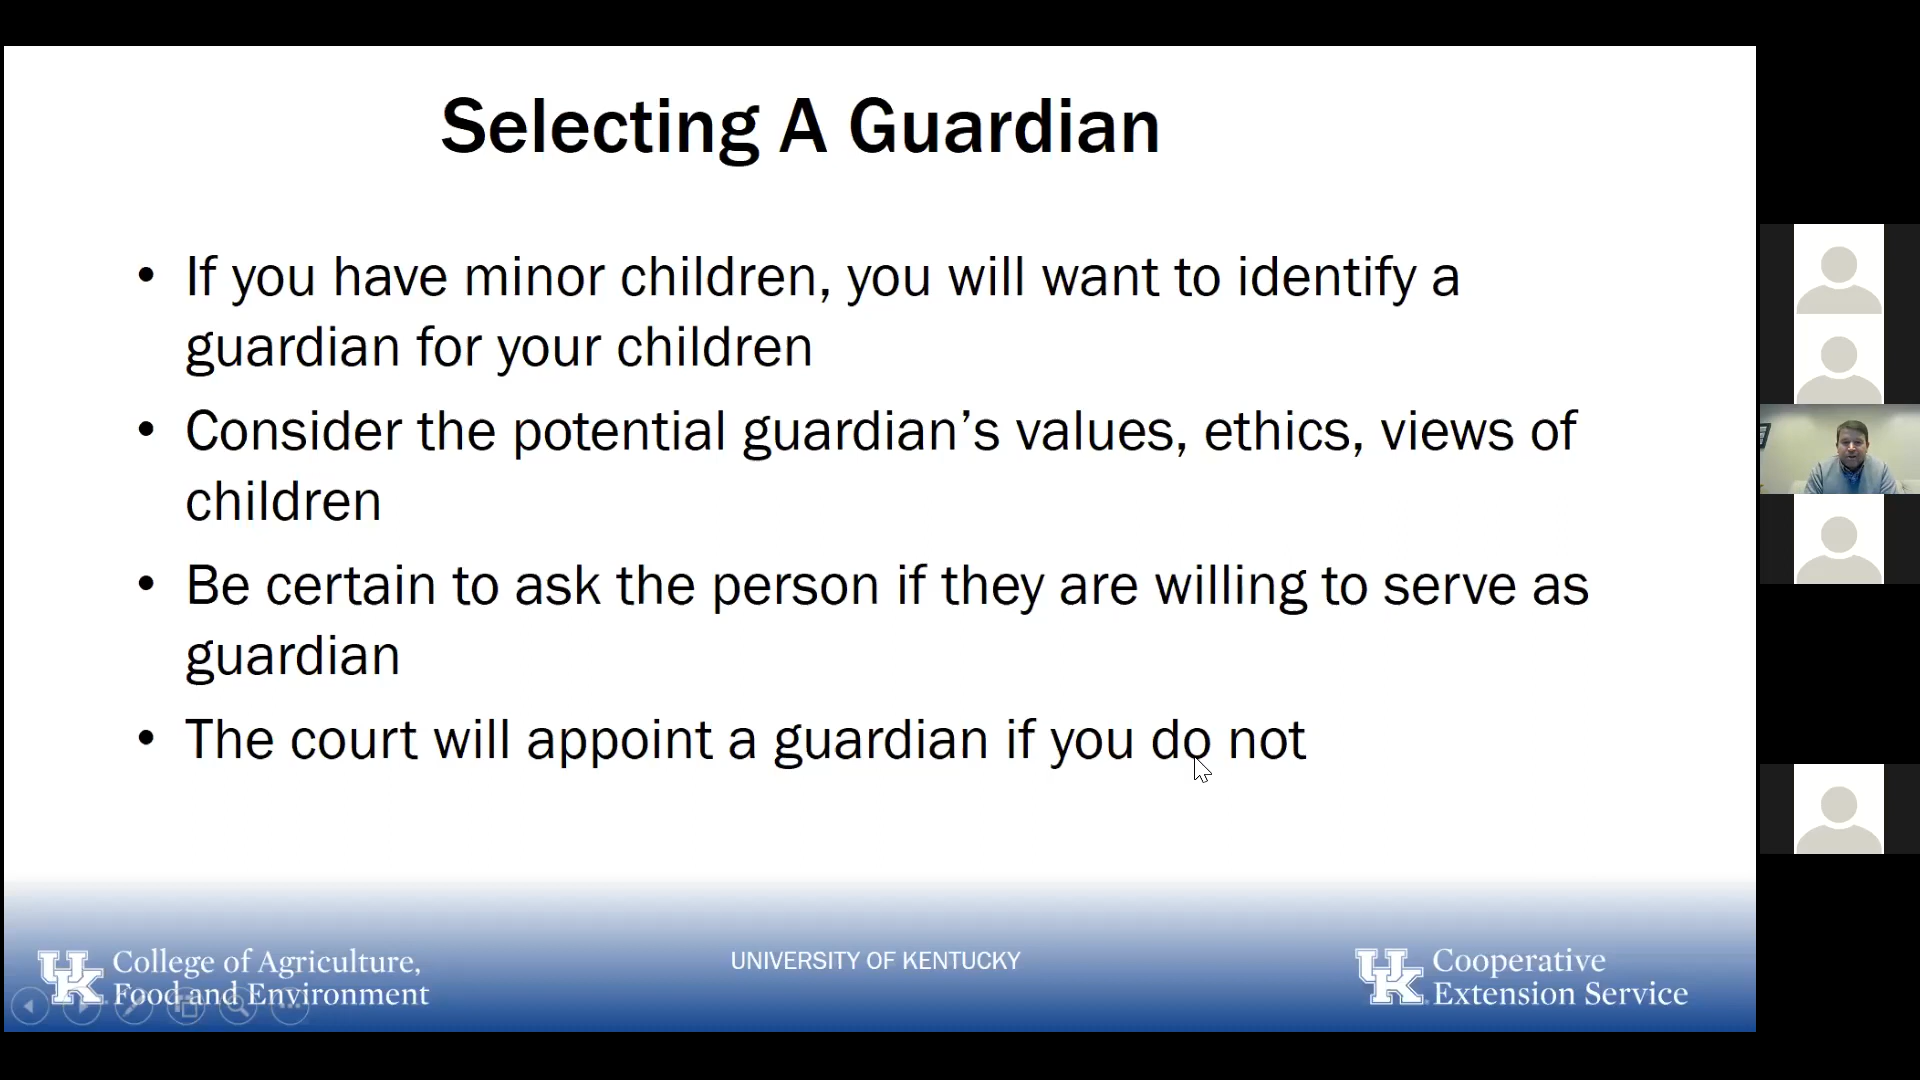 Selecting A Guardian
• If you have minor children, you will want to identify a
guardian for your children
• Consider the potential guardian’s values, ethics, views of
children
• Be certain to ask the person if they are willing to serve as
guardian
• The court will appoint a guardian if you do not
UK College of Agriculture,
Food and Environment
UNIVERSITY OF KENTUCKY
UK Cooperative
Extension Service